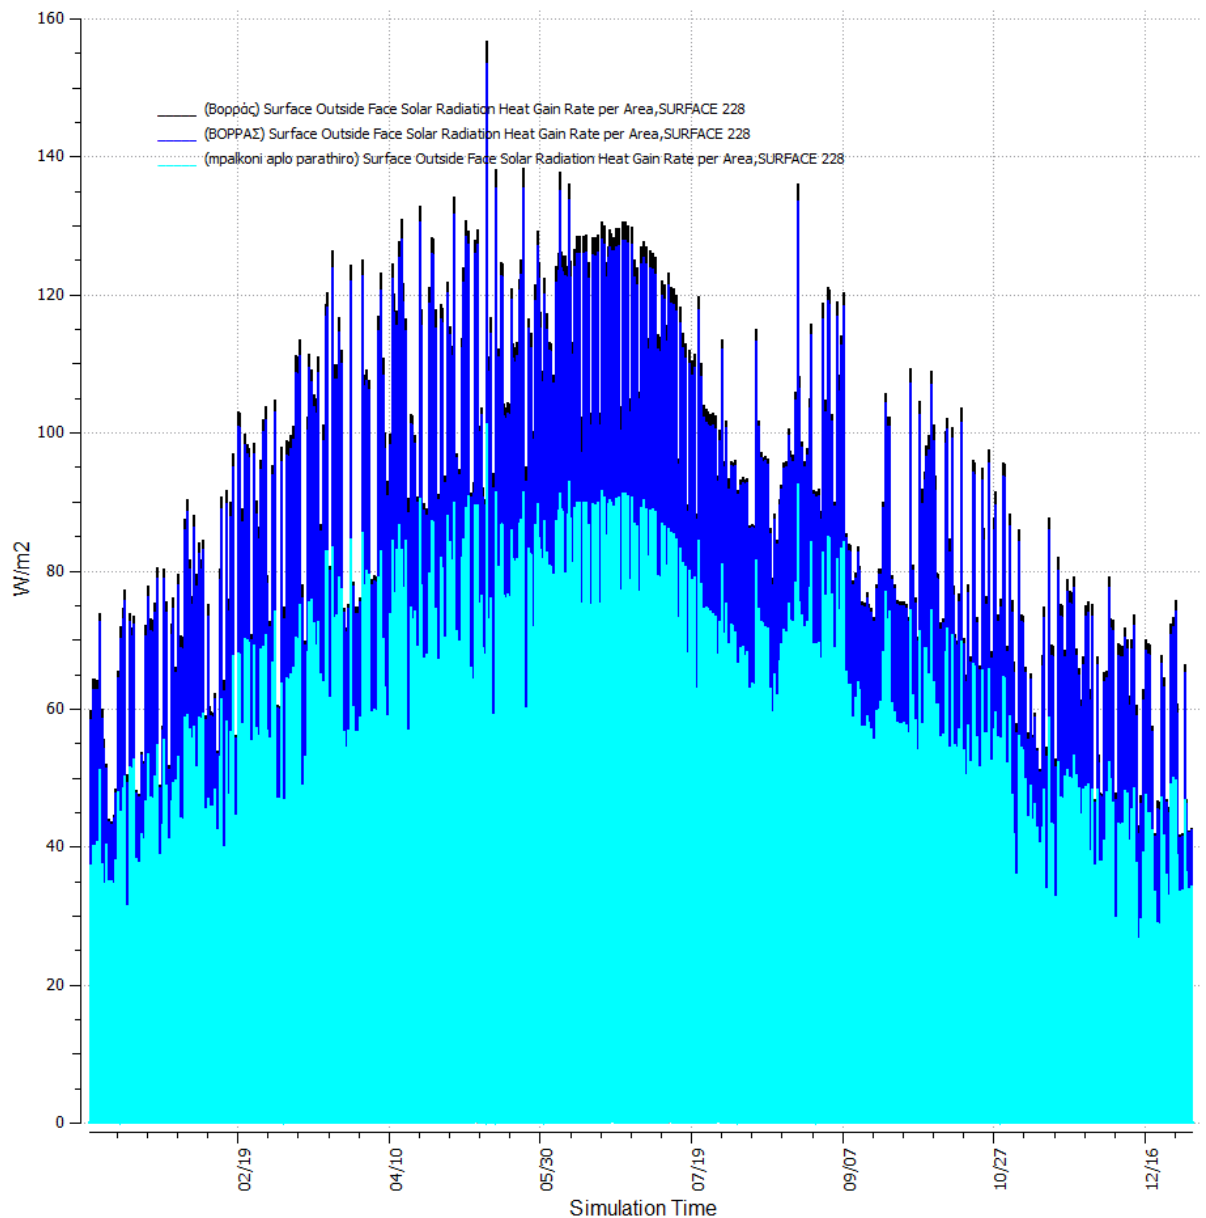 160
(Βορράς) Surface Outside Face Solar Radiation Heat Gain Rate per Area,SURFACE 228
(ΒΟΡΡΑΣ) Surface Outside Face Solar Radiation Heat Gain Rate per Area,SURFACE 228
(mpalkoni aplo parathiro) Surface Outside Face Solar Radiation Heat Gain Rate per Area,SURFACE 228
140
120
100
80
W/m2
60
40
20
0
02/19 04/10 05/30 07/19 09/07 10/27 12/16
Simulation Time